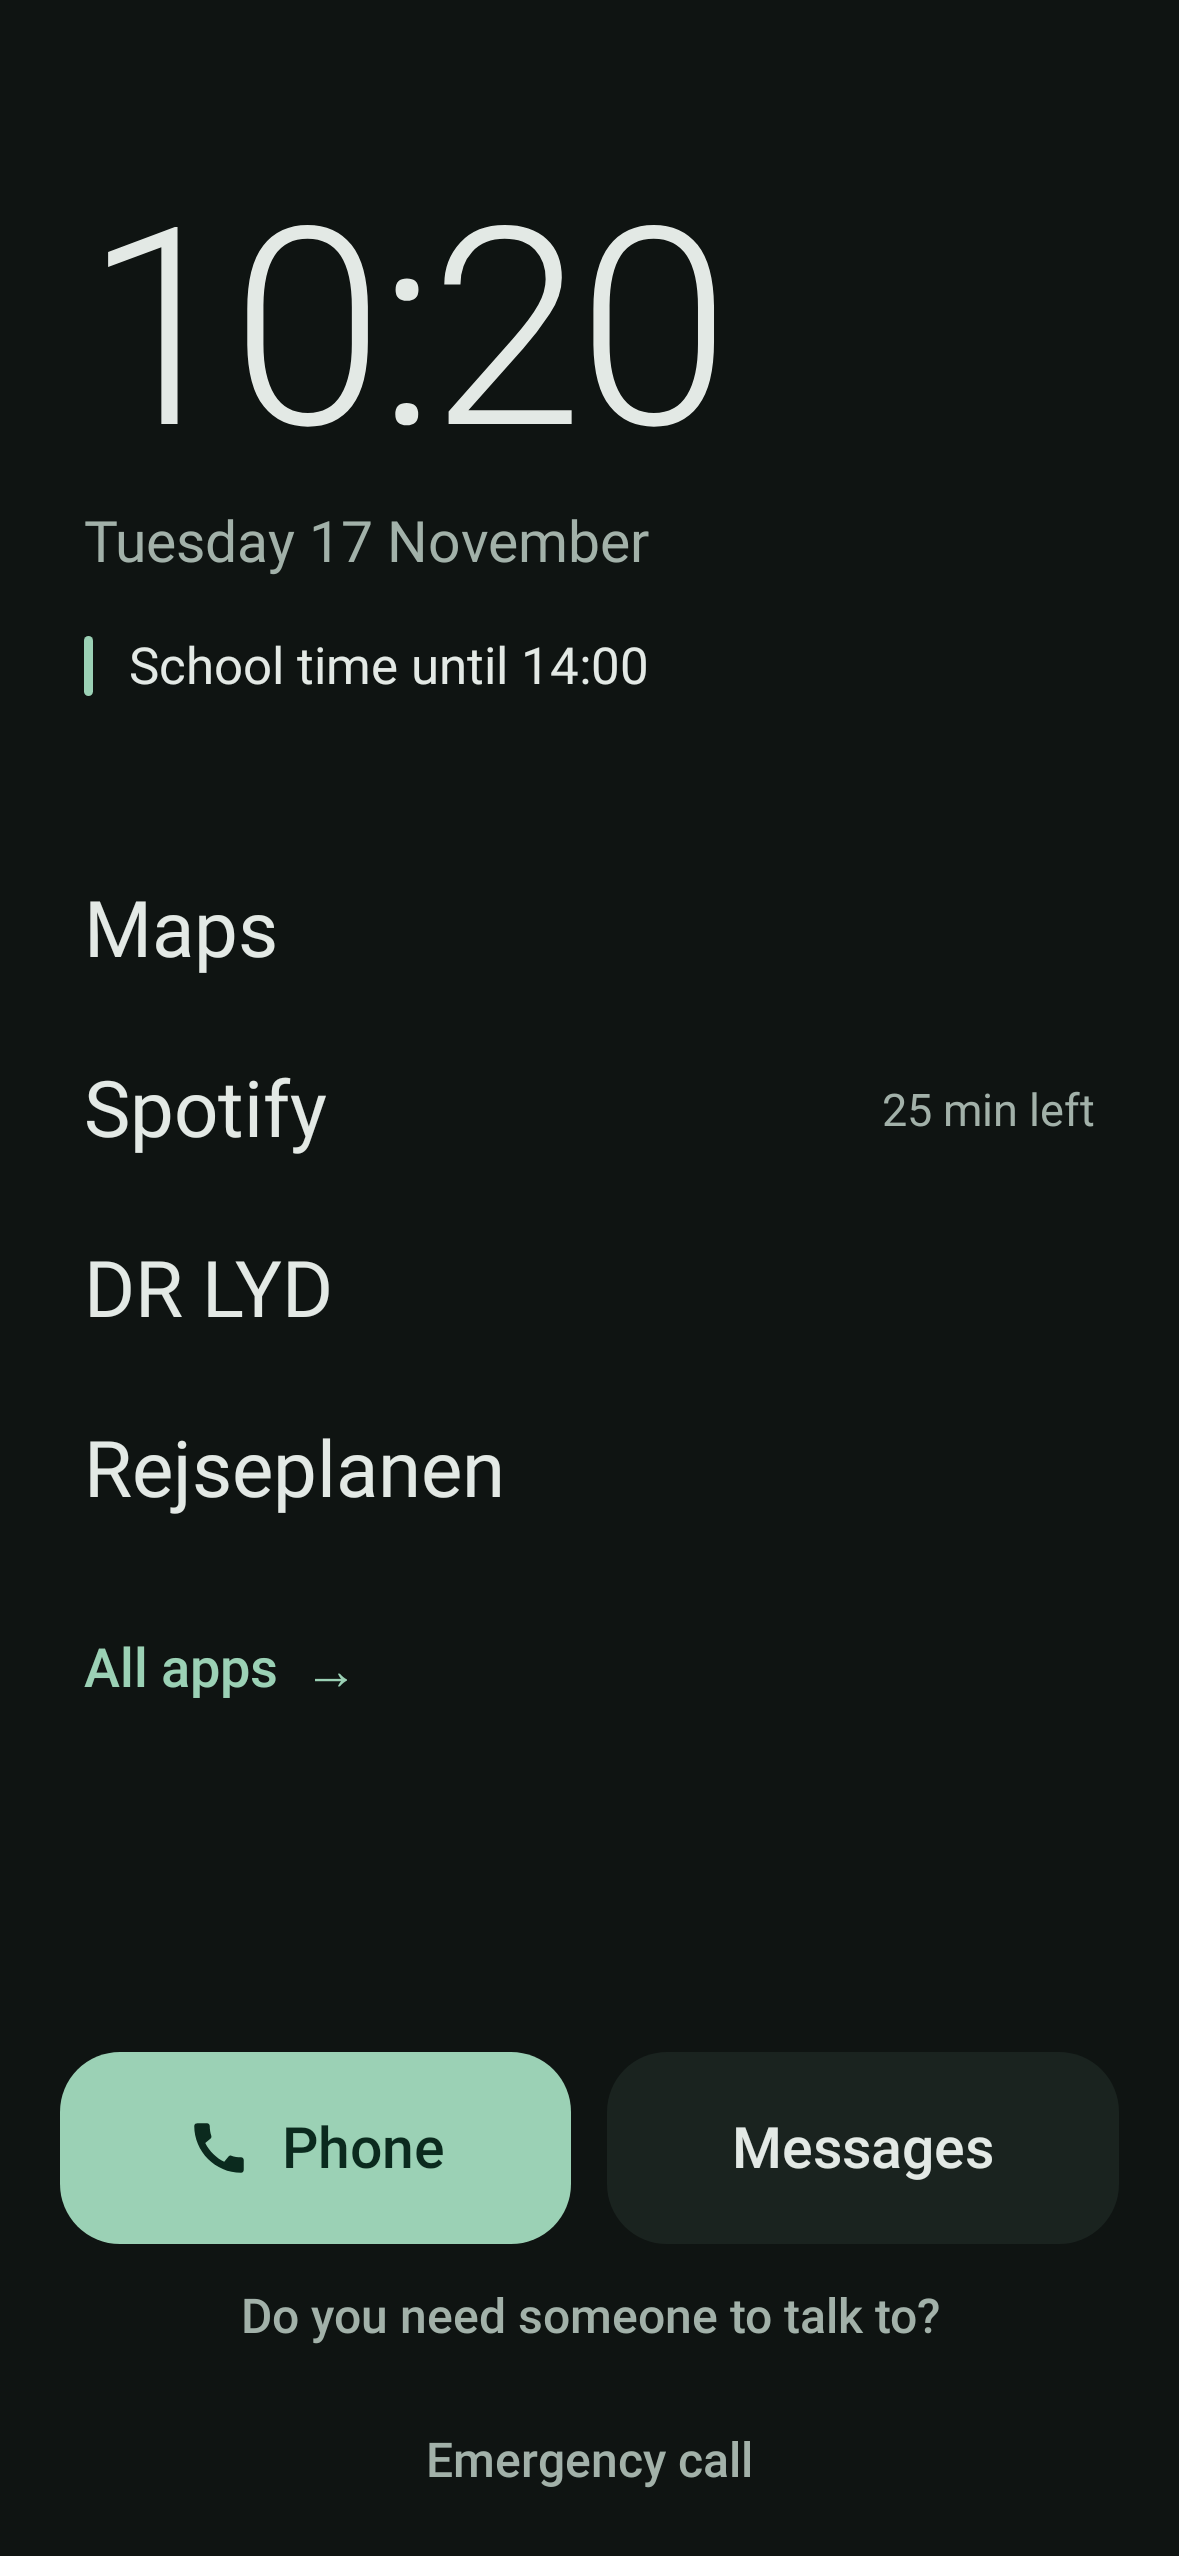 10:20
Tuesday 17 November
School time until 14:00
Maps
Spotify 25 min left
DR LYD
Rejseplanen
All apps →
Phone Messages
Do you need someone to talk to?
Emergency call